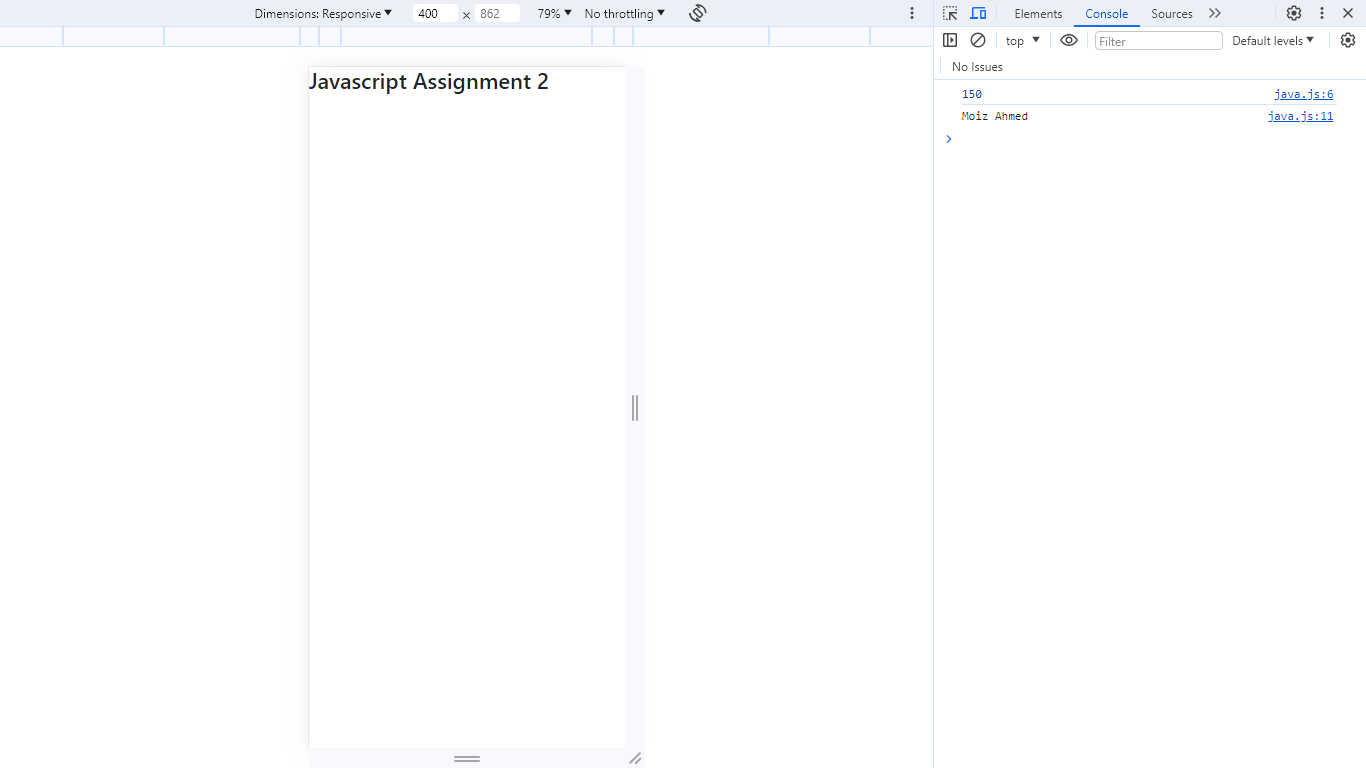 Dimensions: Responsive 400 × 862 79% No throttling
Elements Console Sources
top Filter Default levels
No Issues
Javascript Assignment 2
150 java.js:6
Moiz Ahmed java.js:11